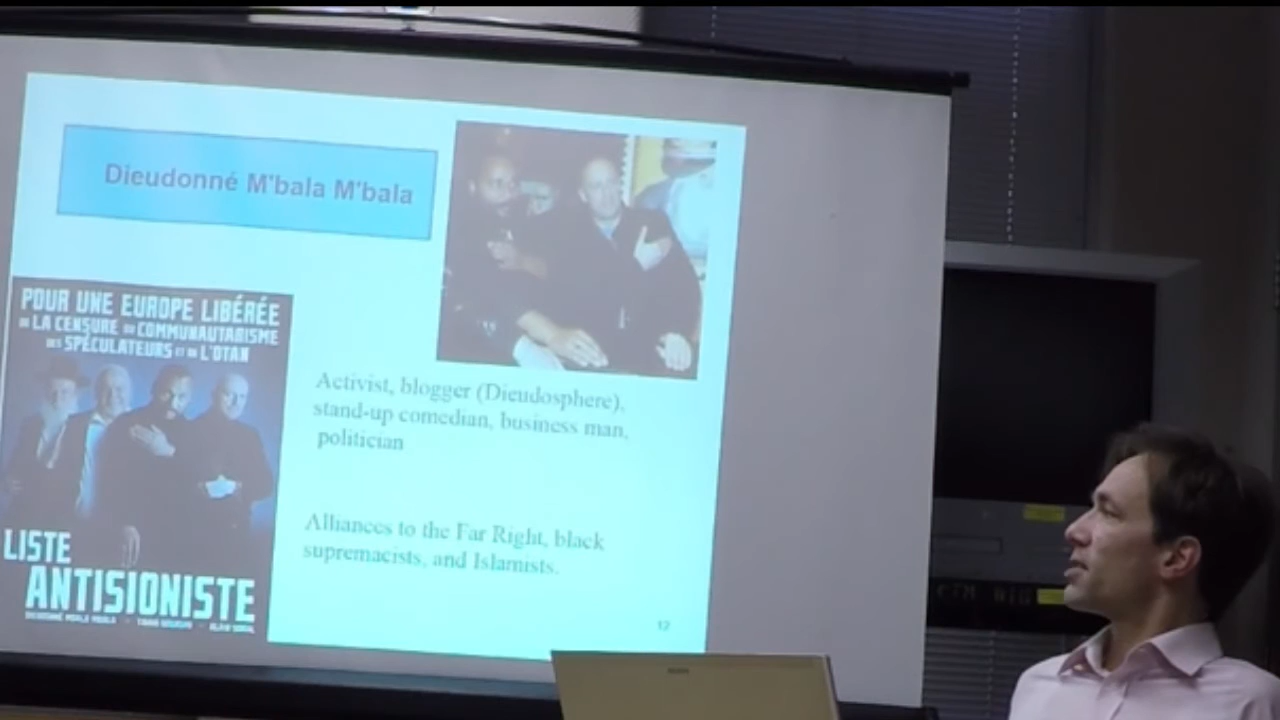 Dieudonné M'bala M'bala
POUR UNE EUROPE LIBÉRÉE
DE LA CENSURE DU COMMUNAUTARISME
DES SPÉCULATEURS ET DE L'OTAN
Activist, blogger (Dieudosphere),
stand-up comedian, business man,
politician
Alliances to the Far Right, black
supremacists, and Islamists.
LISTE
ANTISIONISTE
12